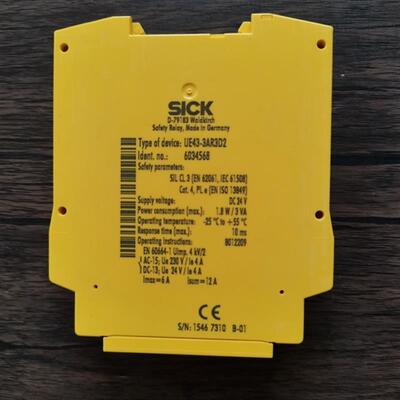 SICK
D-79183 Waldkirch
Safety Relay, Made in Germany
Type of device: UE43-3AR3D2
Ident. no.: 6034568
Safety parameters:
SIL CL 3 (EN 62061, IEC 61508)
Cat. 4, PL e (EN ISO 13849)
Supply voltage: DC 24 V
Power consumption (max.): 1.8 W / 3 VA
Operating temperature: -25 °C to + 55 °C
Response time (max.): 10 ms
Operating instructions: 8012209
EN 60664-1 Uimp. 4 kV/2
AC-15; Ue 230 V / Ie 4 A
DC-13; Ue 24 V / Ie 4 A
Imax=6 A Isum=12 A
CE
S/N: 1546 7310 B-01